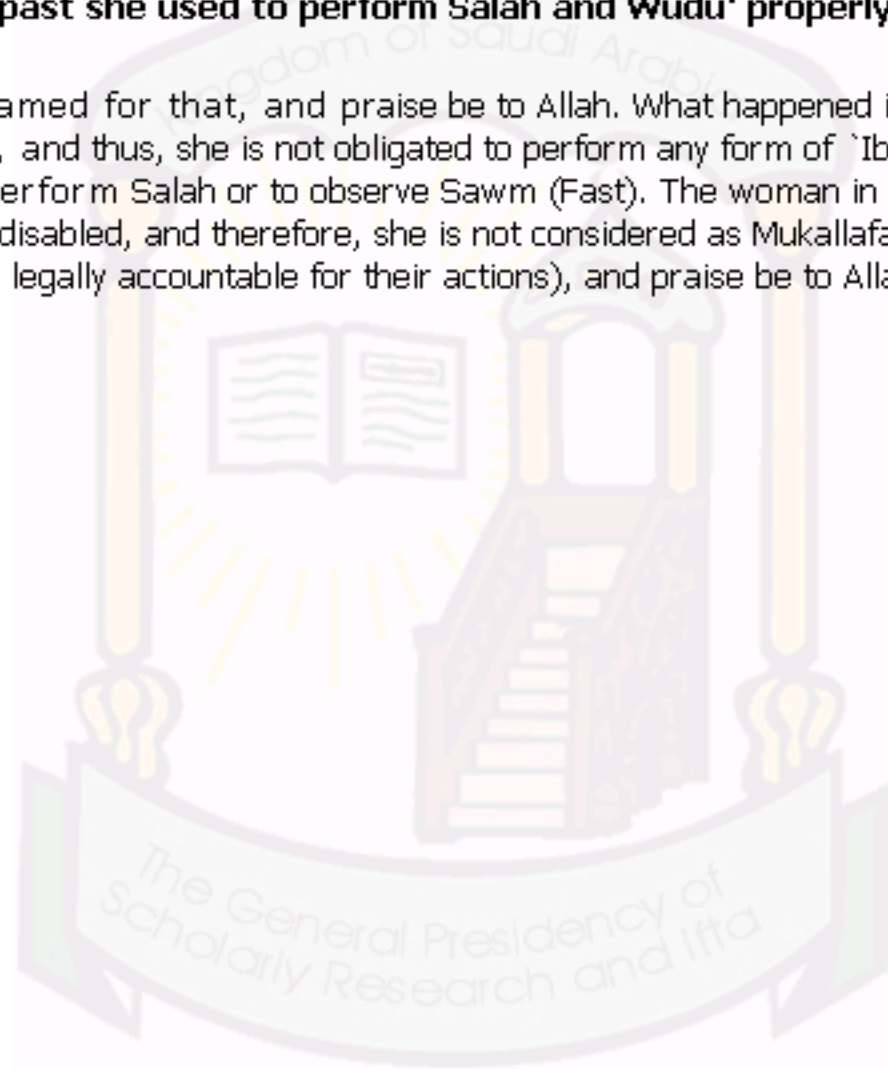 past she used to perform Salah and Wudu' properly
Kingdom of Saudi Arabia
amed for that, and praise be to Allah. What happened i
, and thus, she is not obligated to perform any form of `Ib
erform Salah or to observe Sawm (Fast). The woman in
disabled, and therefore, she is not considered as Mukallafa
legally accountable for their actions), and praise be to Alla
The General Presidency of
Scholarly Research and Ifta